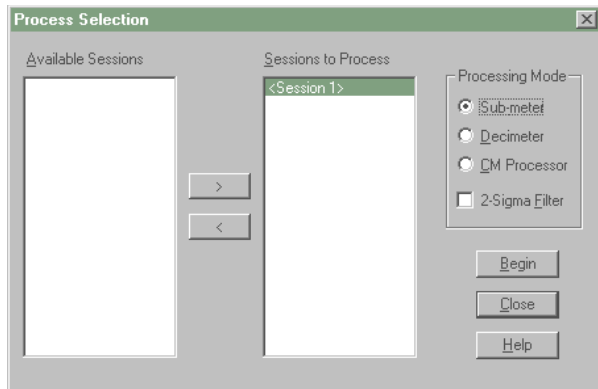 Process Selection
Available Sessions
Sessions to Process
<Session 1>
>
<
Processing Mode
Sub-meter
Decimeter
CM Processor
2-Sigma Filter
Begin
Close
Help